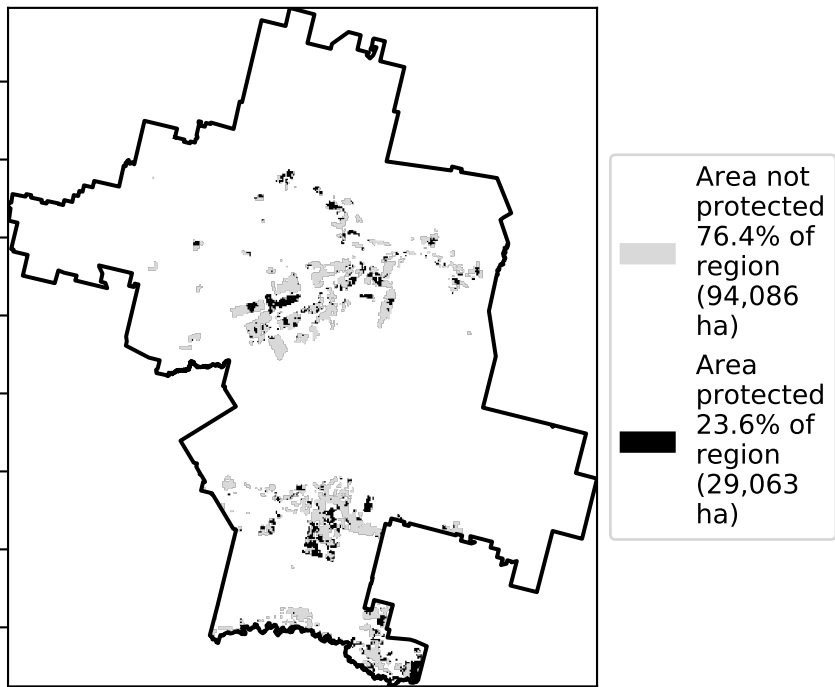 Area not
protected
76.4% of
region
(94,086
ha)
Area
protected
23.6% of
region
(29,063
ha)